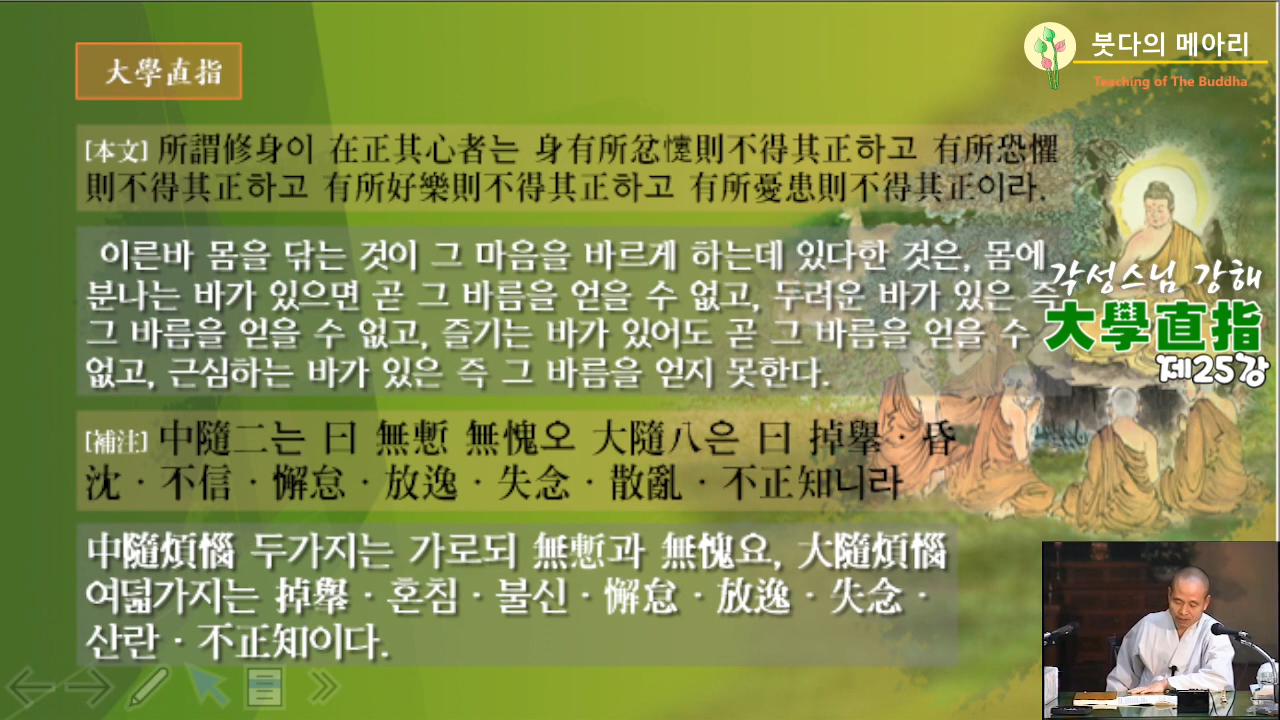 大學直指
붓다의 메아리
Teaching of The Buddha
[本文] 所謂修身이 在正其心者는 身有所忿懥則不得其正하고 有所恐懼
則不得其正하고 有所好樂則不得其正하고 有所憂患則不得其正이라.
이른바 몸을 닦는 것이 그 마음을 바르게 하는데 있다한 것은, 몸에
분나는 바가 있으면 곧 그 바름을 얻을 수 없고, 두려운 바가 있은 즉
그 바름을 얻을 수 없고, 즐기는 바가 있어도 곧 그 바름을 얻을 수
없고, 근심하는 바가 있은 즉 그 바름을 얻지 못한다.
각성스님 강해
大學直指
제25강
[補注] 中隨二는 曰 無慙 無愧오 大隨八은 曰 掉擧 · 昏
沈 · 不信 · 懈怠 · 放逸 · 失念 · 散亂 · 不正知니라
中隨煩惱 두가지는 가로되 無慙과 無愧요, 大隨煩惱
여덟가지는 掉擧 · 혼침 · 불신 · 懈怠 · 放逸 · 失念 ·
산란 · 不正知이다.